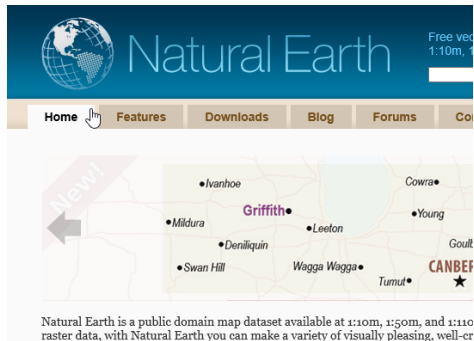 Natural Earth
Free vec
1:10m, 1
Home Features Downloads Blog Forums Co
New!
Ivanhoe
Cowra
Griffith
Young
Mildura
Leeton
Deniliquin
Goulb
Swan Hill
Wagga Wagga
CANBER
Tumut
Natural Earth is a public domain map dataset available at 1:10m, 1:50m, and 1:110
raster data, with Natural Earth you can make a variety of visually pleasing, well-cr